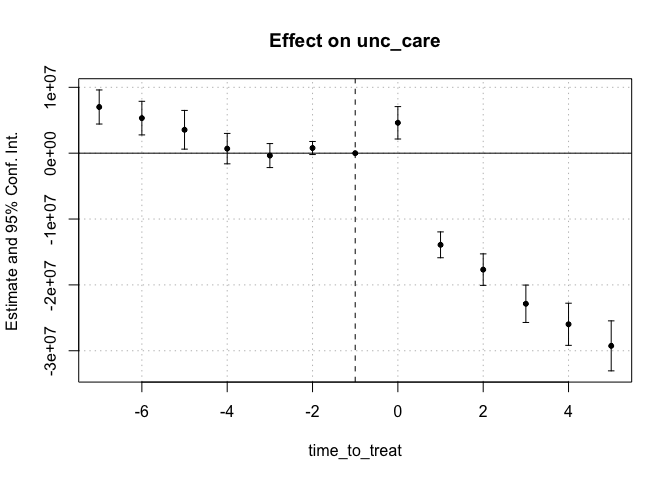 Effect on unc_care
Estimate and 95% Conf. Int.
1e+07
0e+00
-1e+07
-2e+07
-3e+07
-6 -4 -2 0 2 4
time_to_treat